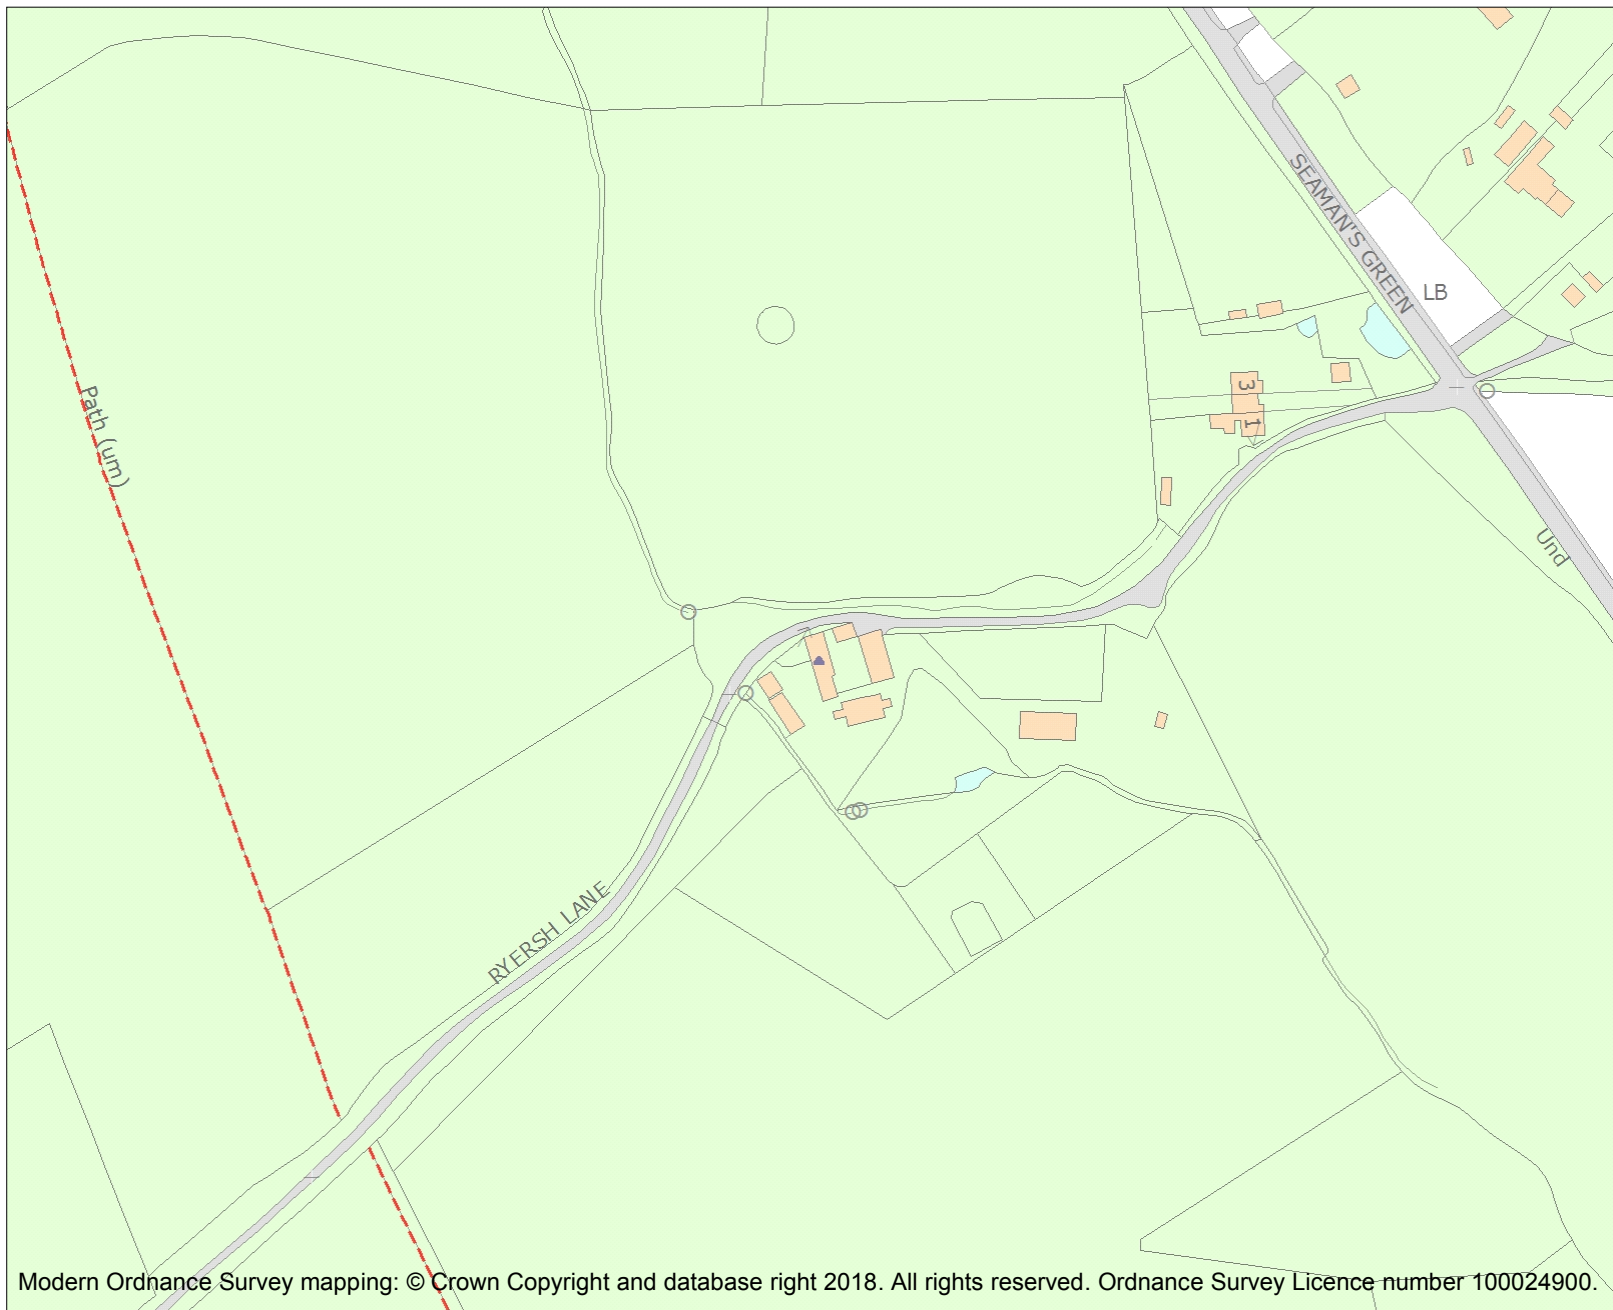 SEAMAN'S GREEN
LB
3
1
Path (um)
Und
RYERSH LANE
Modern Ordnance Survey mapping: © Crown Copyright and database right 2018. All rights reserved. Ordnance Survey Licence number 100024900.